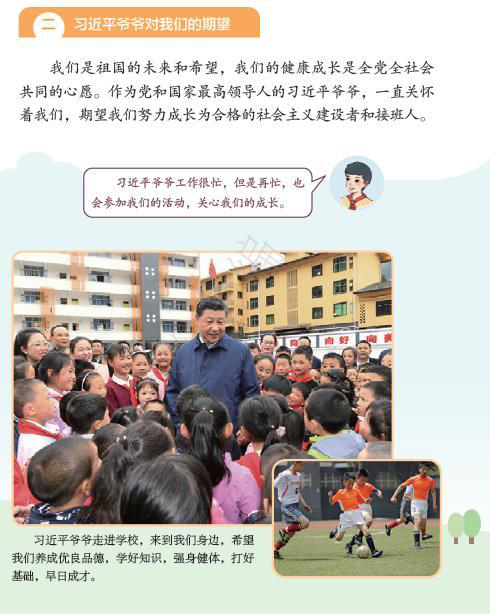 二 习近平爷爷对我们的期望
我们是祖国的未来和希望，我们的健康成长是全党全社会
共同的心愿。作为党和国家最高领导人的习近平爷爷，一直关怀
着我们，期望我们努力成长为合格的社会主义建设者和接班人。
习近平爷爷工作很忙，但是再忙，也
会参加我们的活动，关心我们的成长。
向 好 向
习近平爷爷走进学校，来到我们身边，希望
我们养成优良品德，学好知识，强身健体，打好
基础，早日成才。